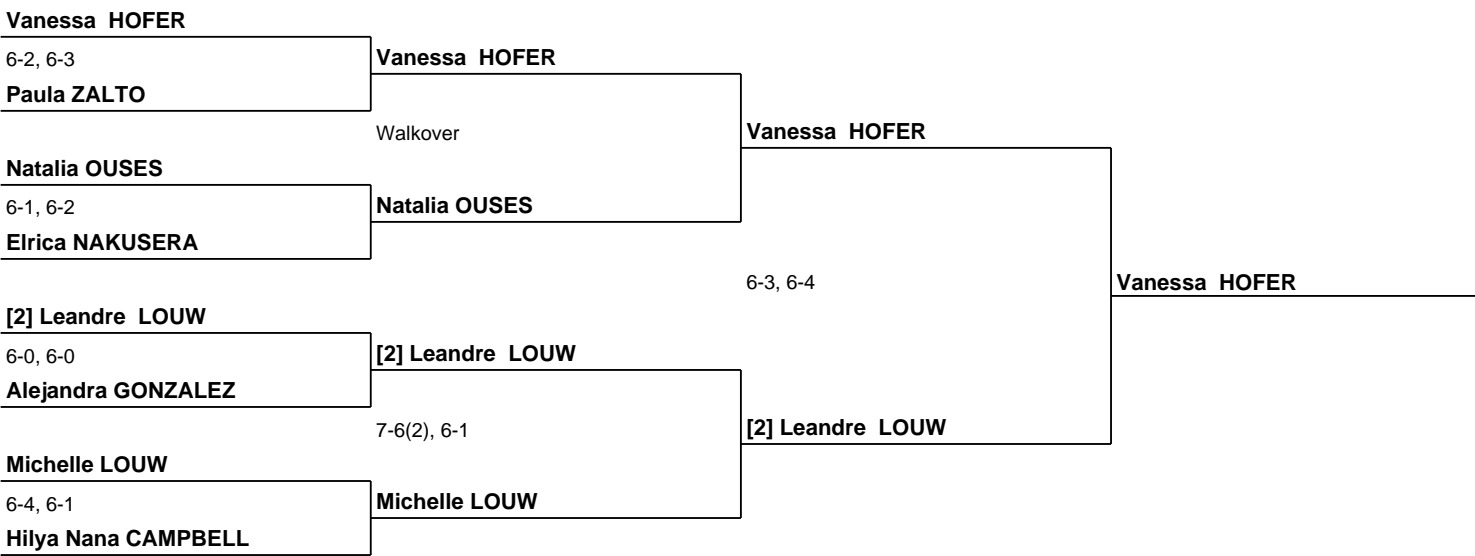 Vanessa  HOFER
6-2, 6-3
Vanessa  HOFER
Paula ZALTO
Walkover
Vanessa  HOFER
Natalia OUSES
6-1, 6-2
Natalia OUSES
Elrica NAKUSERA
6-3, 6-4
Vanessa  HOFER
[2] Leandre  LOUW
6-0, 6-0
[2] Leandre  LOUW
Alejandra GONZALEZ
7-6(2), 6-1
[2] Leandre  LOUW
Michelle LOUW
6-4, 6-1
Michelle LOUW
Hilya Nana CAMPBELL